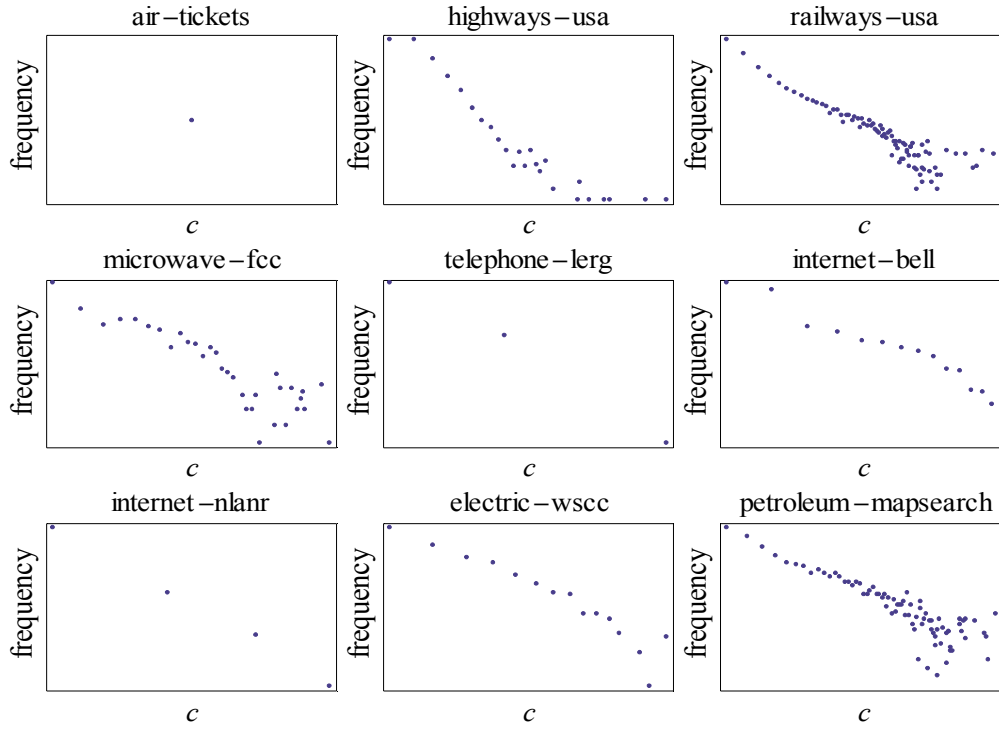 air-tickets highways-usa railways-usa
frequency frequency frequency
c c c
microwave-fcc telephone-lerg internet-bell
frequency frequency frequency
c c c
internet-nlanr electric-wscc petroleum-mapsearch
frequency frequency frequency
c c c